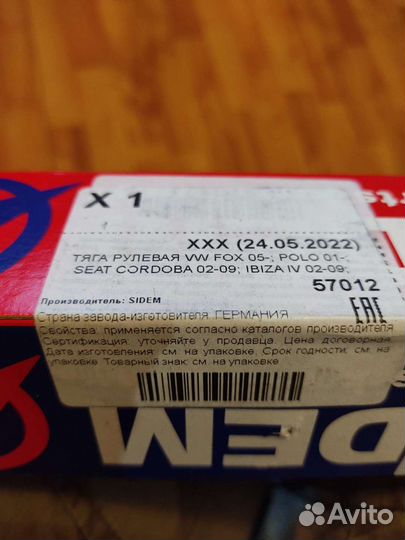 X 1
XXX (24.05.2022)
ТЯГА РУЛЕВАЯ VW FOX 05-; POLO 01-;
SEAT CORDOBA 02-09; IBIZA IV 02-09;
57012
Производитель: SIDEM
EAC
Страна завода-изготовителя: ГЕРМАНИЯ
Свойства: применяется согласно каталогов производителя
Сертификация: уточняйте у продавца. Цена договорная.
Дата изготовления: см. на упаковке. Срок годности: см. на
упаковке. Товарный знак: см. на упаковке
DEM
Avito